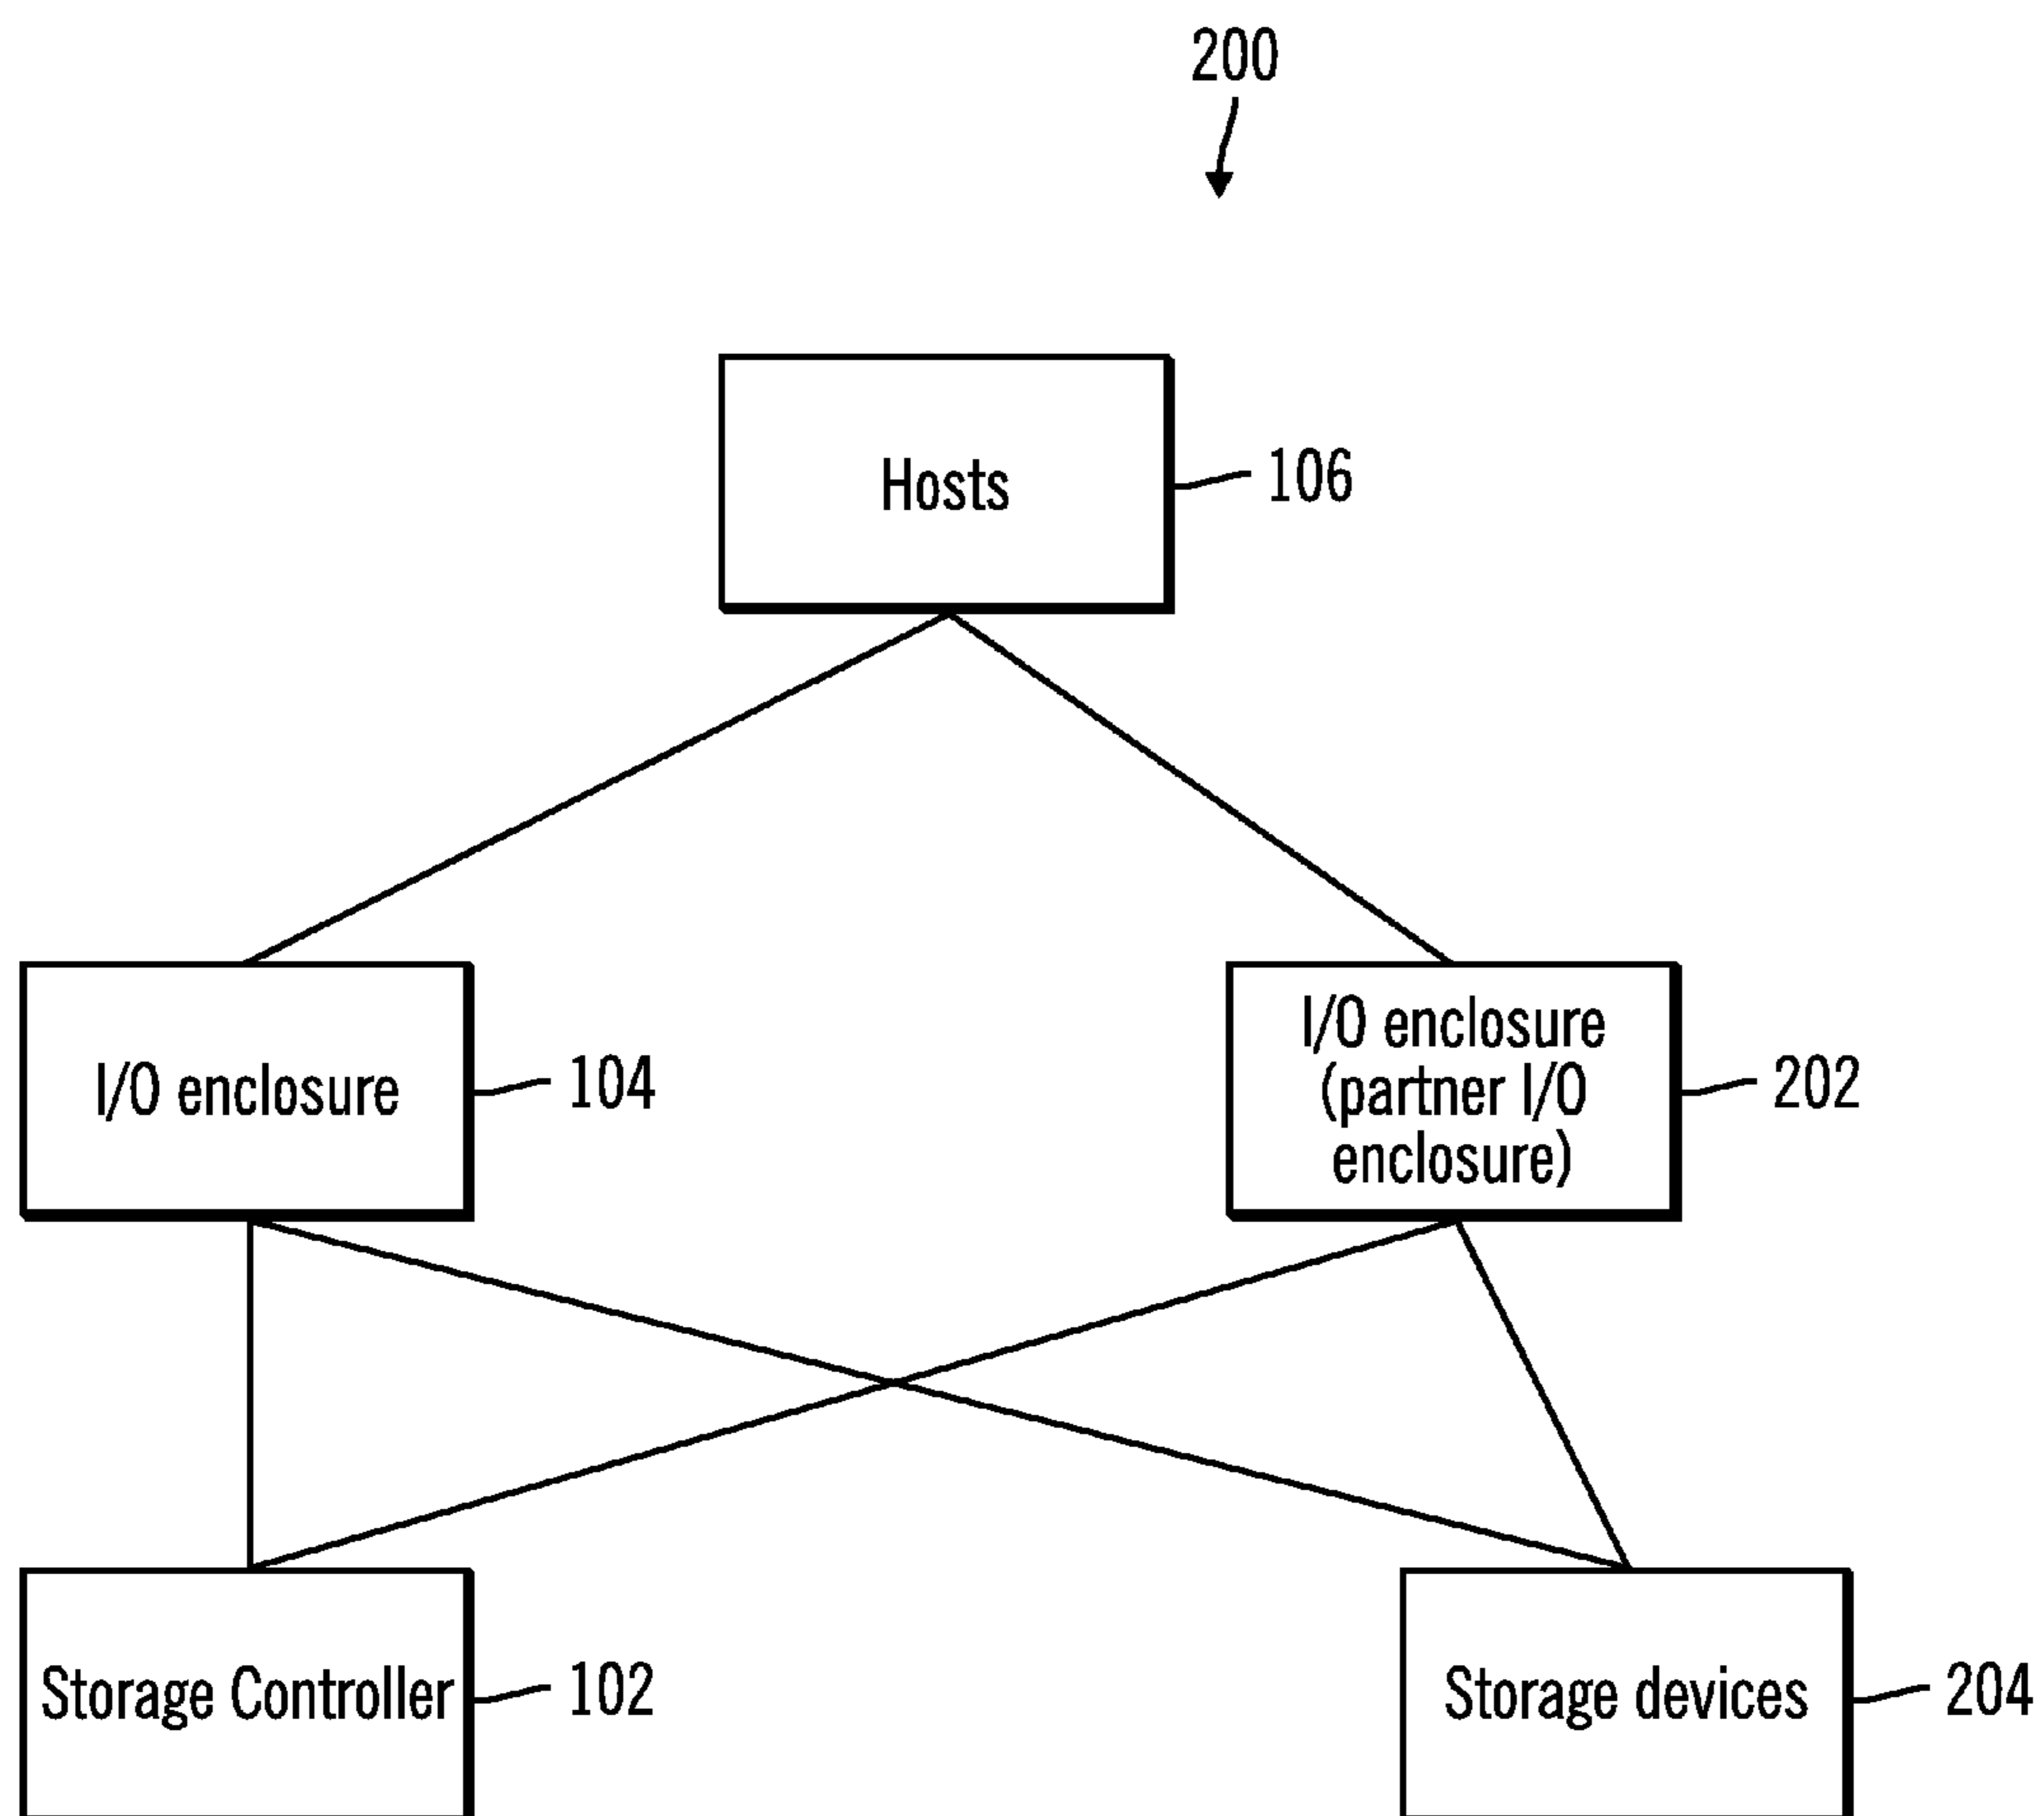 200
Hosts
106
I/O enclosure
104
I/O enclosure
(partner I/O
enclosure)
202
Storage Controller
102
Storage devices
204